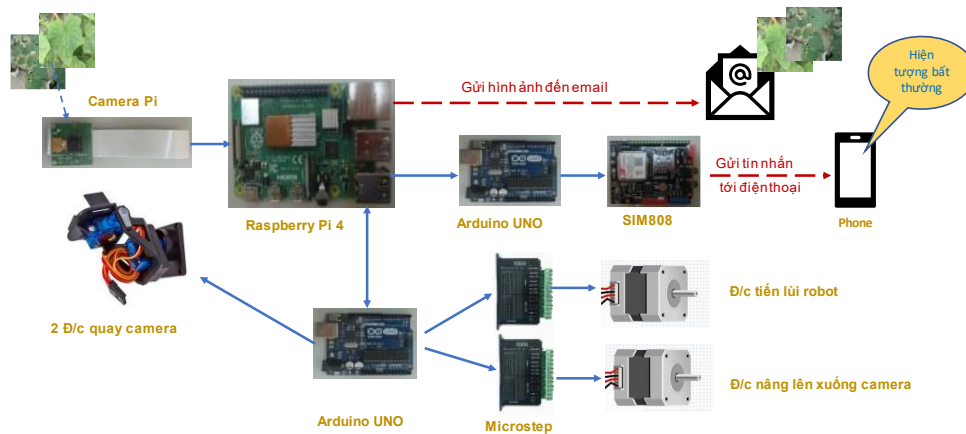 Camera Pi
Gửi hình ảnh đến email
@
Hiện
tượng bất
thường
Raspberry Pi 4
Arduino UNO
SIM808
Gửi tin nhắn
tới điện thoại
Phone
2 Đ/c quay camera
Đ/c tiến lùi robot
Arduino UNO
Microstep
Đ/c nâng lên xuống camera